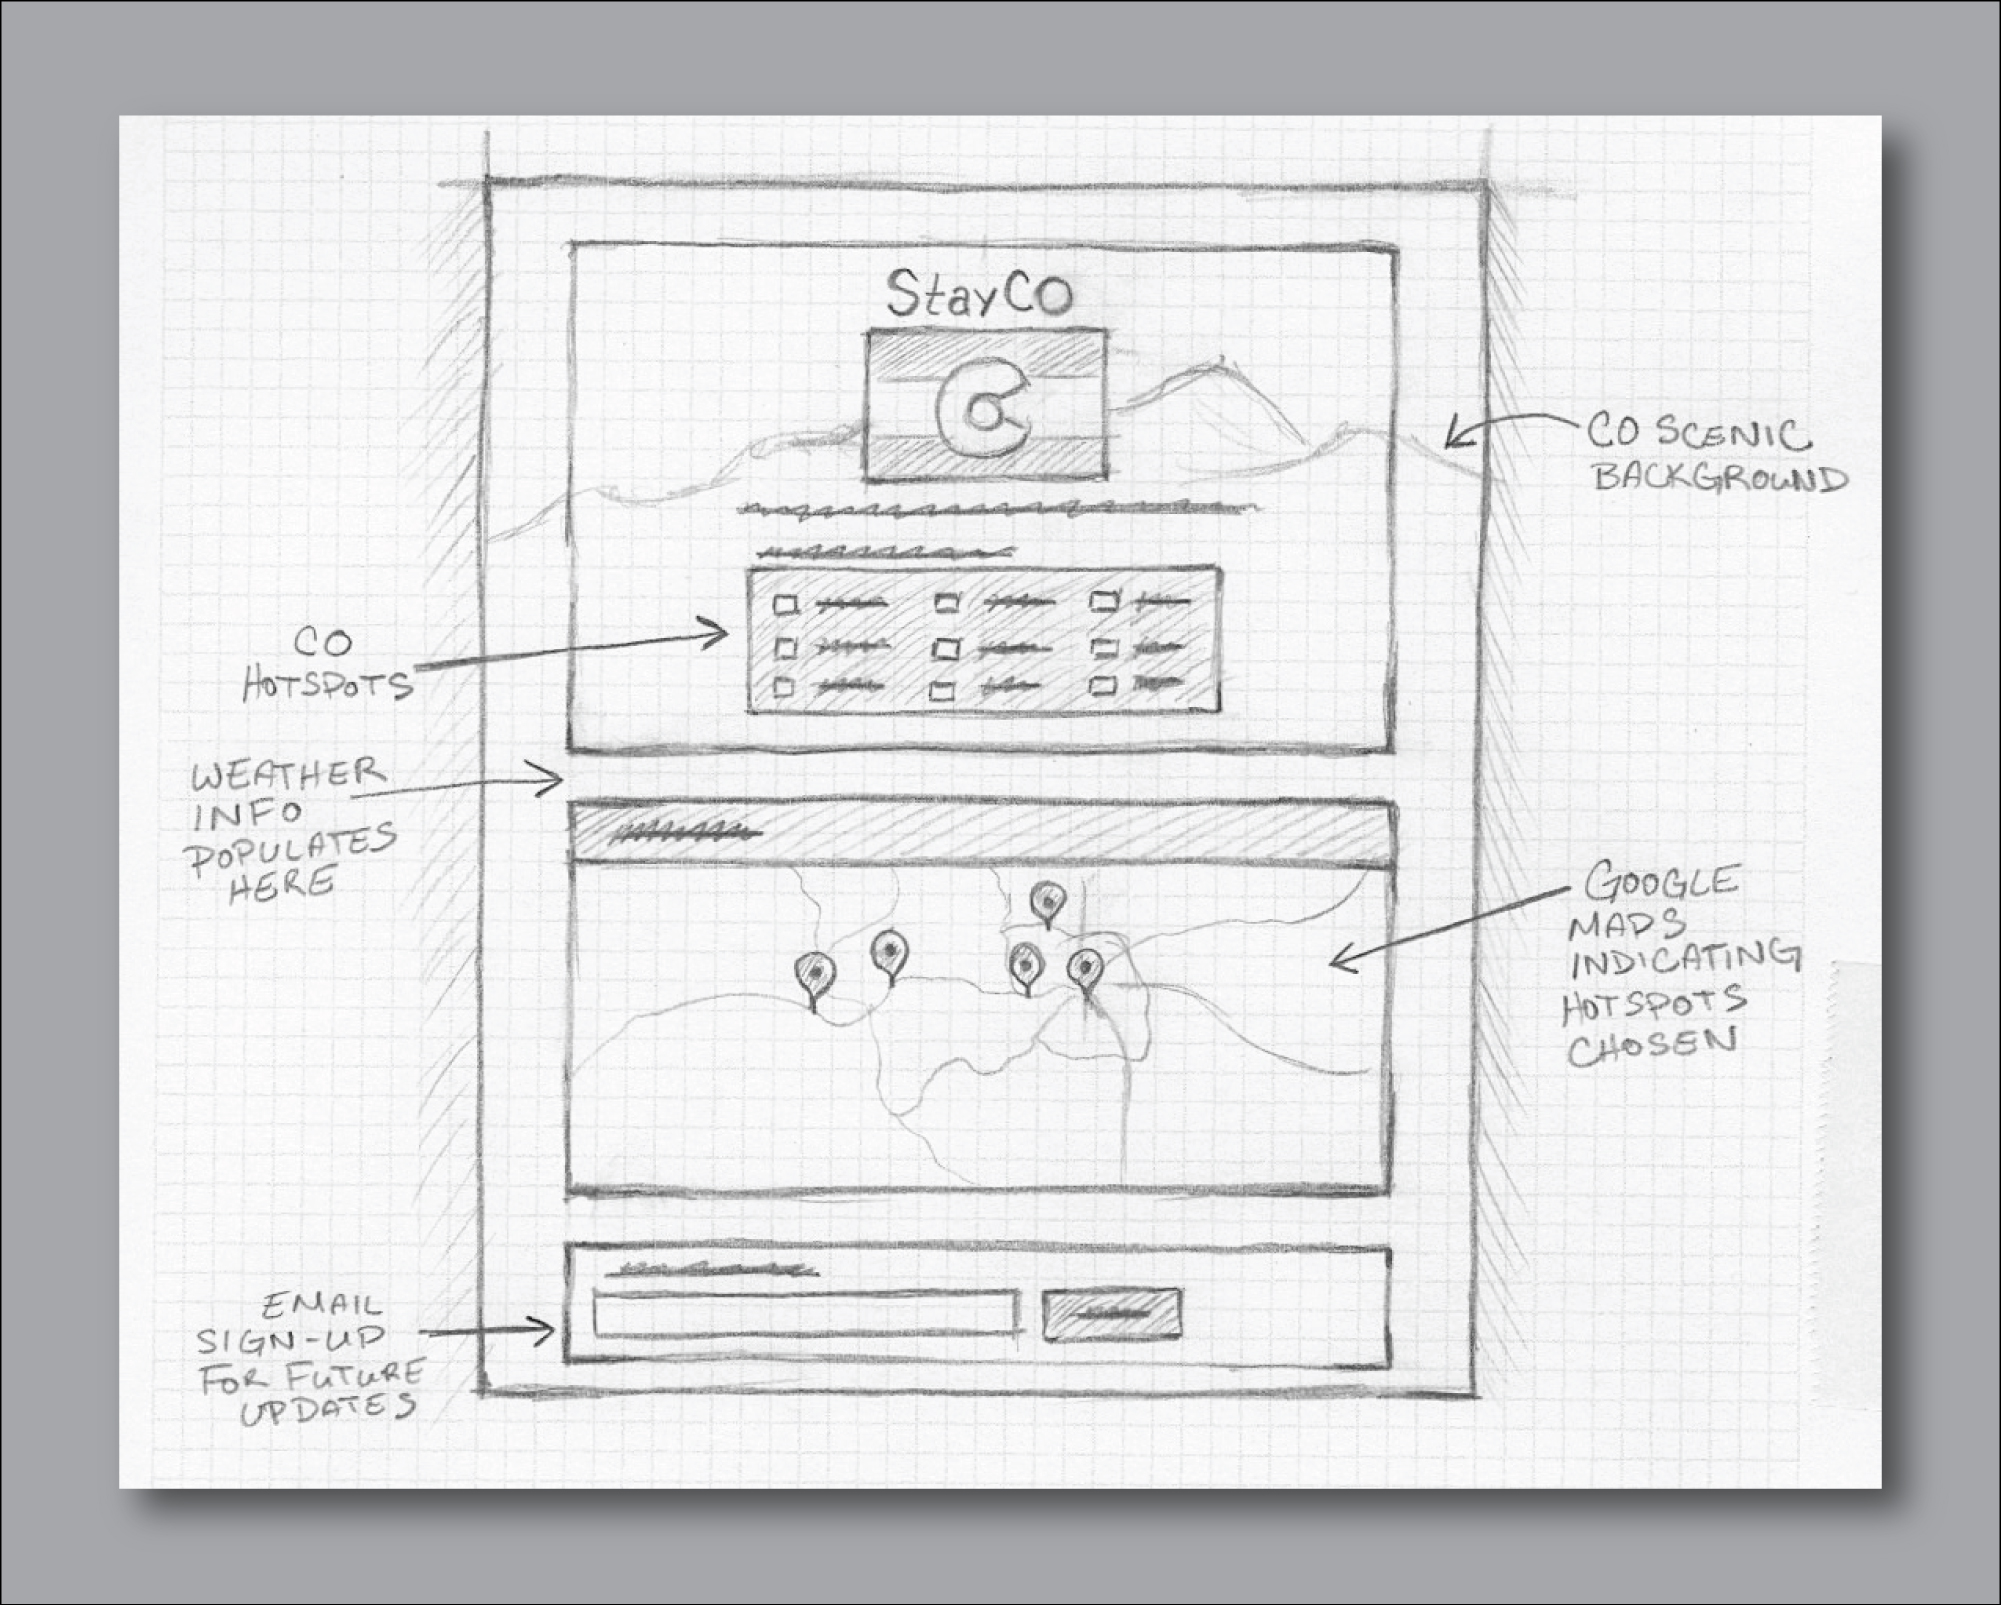 StayCO
C
CO SCENIC
BACKGROUND
CO
HOTSPOTS
WEATHER
INFO
POPULATES
HERE
GOOGLE
MAPS
INDICATING
HOTSPOTS
CHOSEN
EMAIL
SIGN-UP
FOR FUTURE
UPDATES